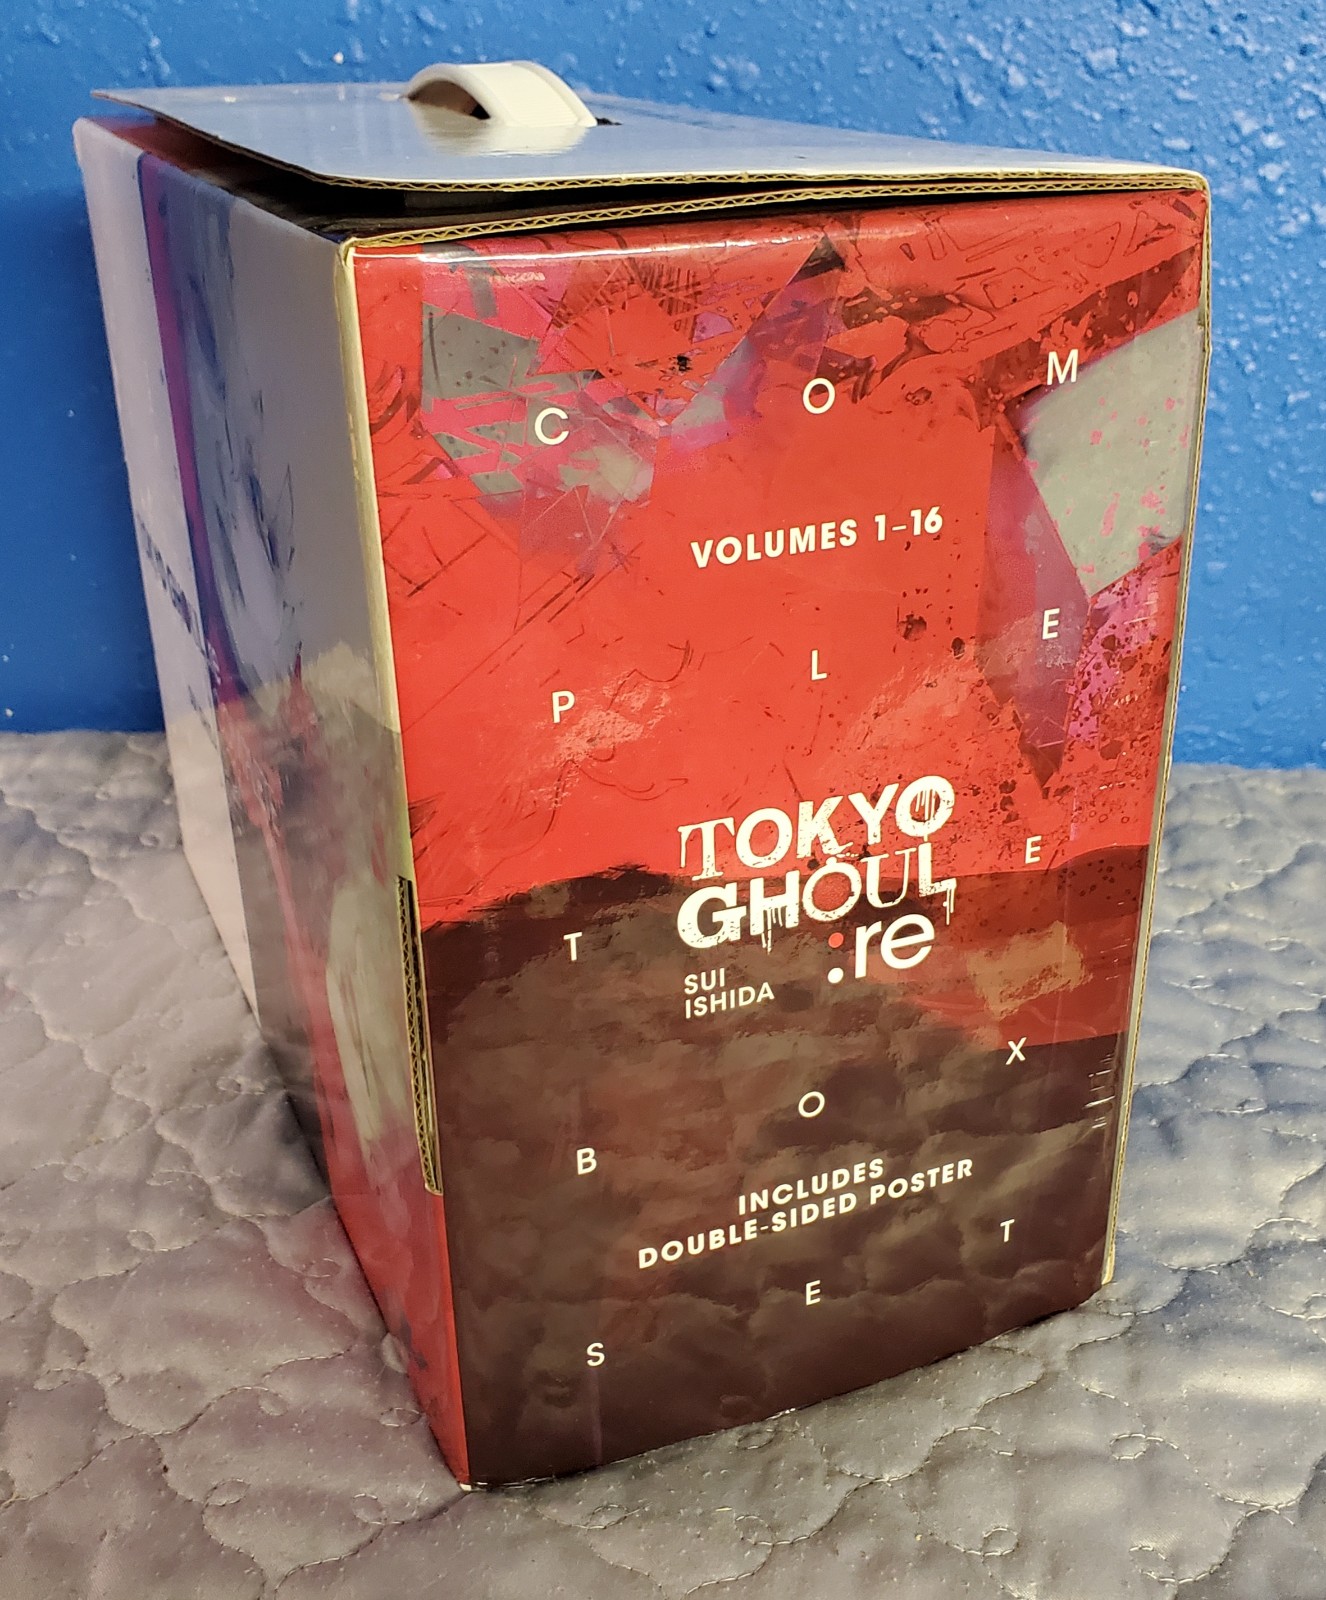 C O M
VOLUMES 1-16
P L E
TOKYO
GHOUL
:re
SUI
ISHIDA
T E
B O X
INCLUDES
DOUBLE-SIDED POSTER
S E T